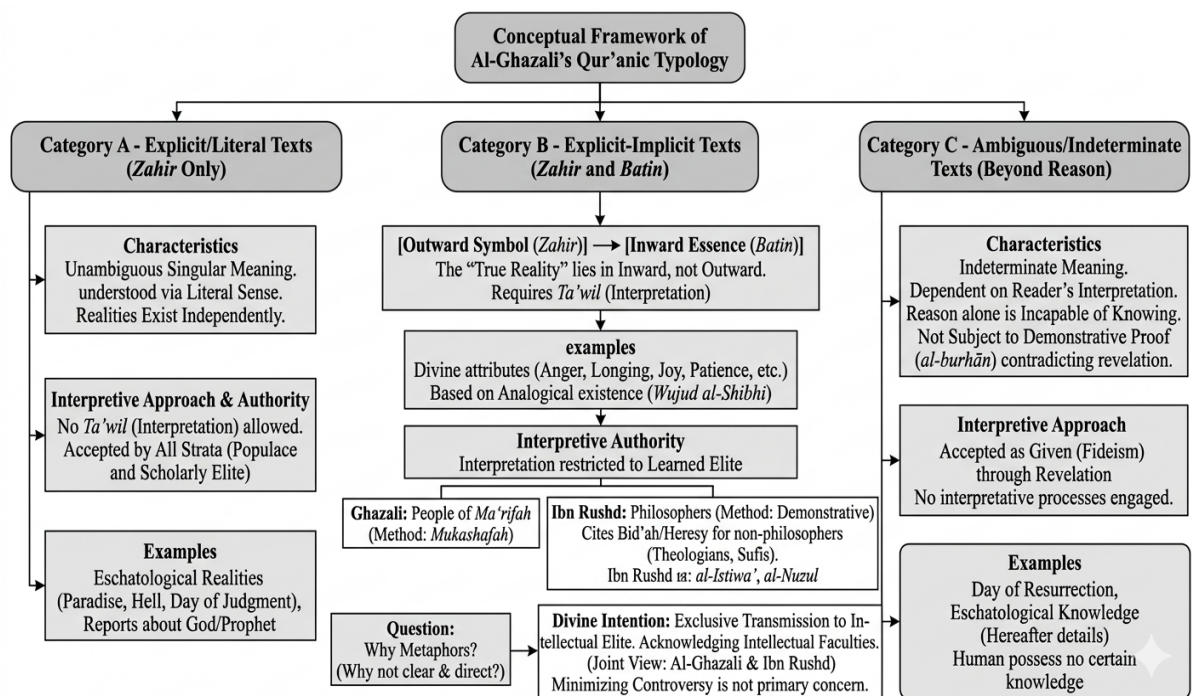 Conceptual Framework of
Al-Ghazali's Qur'anic Typology
Category A - Explicit/Literal Texts
(Zahir Only)
Characteristics
Unambiguous Singular Meaning.
understood via Literal Sense.
Realities Exist Independently.
Interpretive Approach & Authority
No Ta'wil (Interpretation) allowed.
Accepted by All Strata (Populace
and Scholarly Elite)
Examples
Eschatological Realities
(Paradise, Hell, Day of Judgment),
Reports about God/Prophet
Category B - Explicit-Implicit Texts
(Zahir and Batin)
[Outward Symbol (Zahir)] → [Inward Essence (Batin)]
The “True Reality” lies in Inward, not Outward.
Requires Ta'wil (Interpretation)
examples
Divine attributes (Anger, Longing, Joy, Patience, etc.)
Based on Analogical existence (Wujud al-Shibhi)
Interpretive Authority
Interpretation restricted to Learned Elite
Ghazali: People of Ma‘rifah
(Method: Mukashafah)
Ibn Rushd: Philosophers (Method: Demonstrative)
Cites Bid'ah/Heresy for non-philosophers
(Theologians, Sufis).
Ibn Rushd al-Istiwa’, al-Nuzul
Question:
Why Metaphors?
(Why not clear & direct?)
Divine Intention: Exclusive Transmission to In-
tellectual Elite. Acknowledging Intellectual Faculties.
(Joint View: Al-Ghazali & Ibn Rushd)
Minimizing Controversy is not primary concern.
Category C - Ambiguous/Indeterminate
Texts (Beyond Reason)
Characteristics
Indeterminate Meaning.
Dependent on Reader's Interpretation.
Reason alone is Incapable of Knowing.
Not Subject to Demonstrative Proof
(al-burhān) contradicting revelation.
Interpretive Approach
Accepted as Given (Fideism)
through Revelation
No interpretative processes engaged.
Examples
Day of Resurrection,
Eschatological Knowledge
(Hereafter details)
Human possess no certain
knowledge